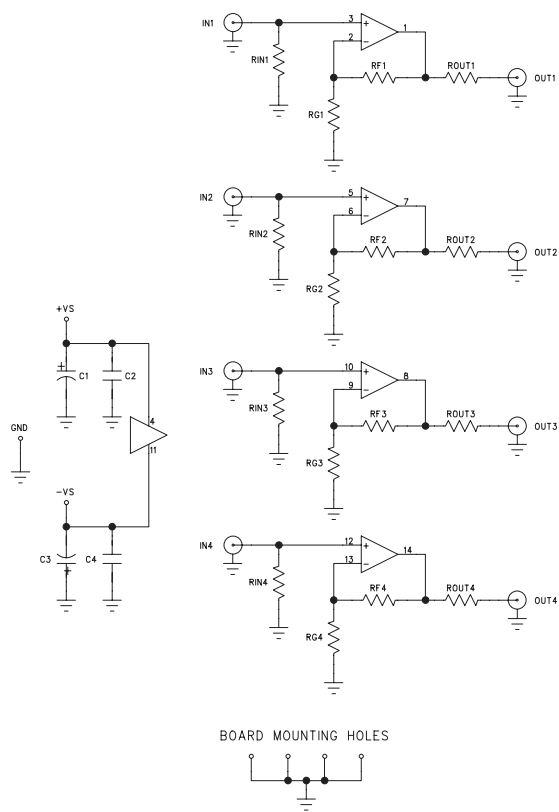 IN1
3
+
1
2
−
RIN1
RF1
ROUT1
OUT1
RG1
IN2
5
+
7
6
−
RIN2
RF2
ROUT2
OUT2
RG2
+VS
+
C1
C2
4
11
GND
−VS
C3
+
C4
IN3
10
+
8
9
−
RIN3
RF3
ROUT3
OUT3
RG3
IN4
12
+
14
13
−
RIN4
RF4
ROUT4
OUT4
RG4
BOARD MOUNTING HOLES